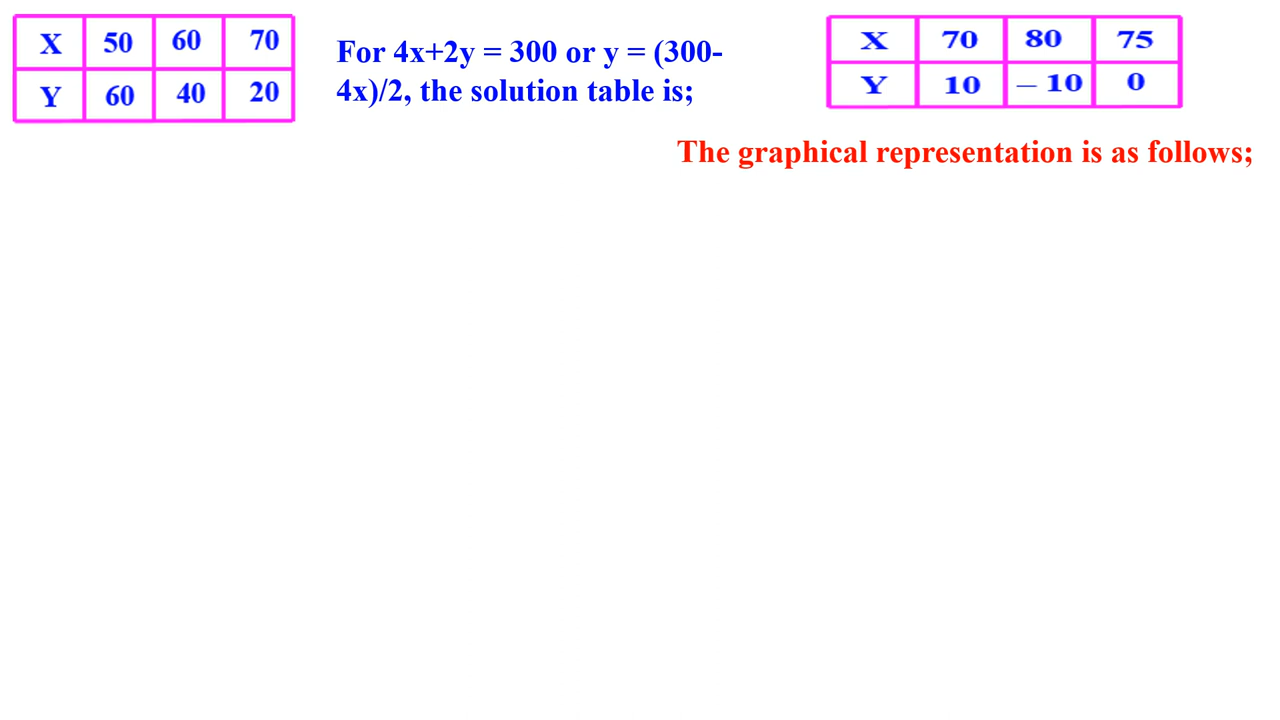 X 50 60 70
Y 60 40 20
For 4x+2y = 300 or y = (300-
4x)/2, the solution table is;
X 70 80 75
Y 10 – 10 0
The graphical representation is as follows;